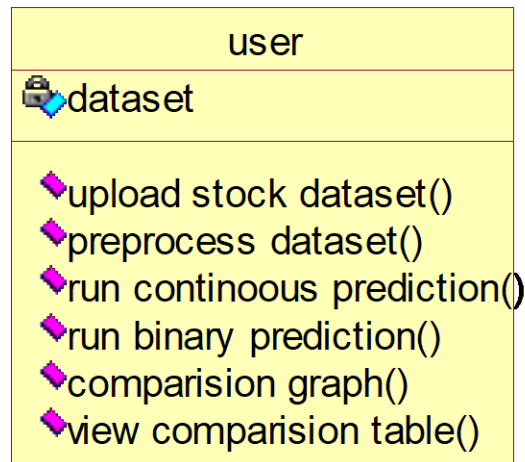 user
dataset
upload stock dataset()
preprocess dataset()
run continoous prediction()
run binary prediction()
comparision graph()
view comparision table()